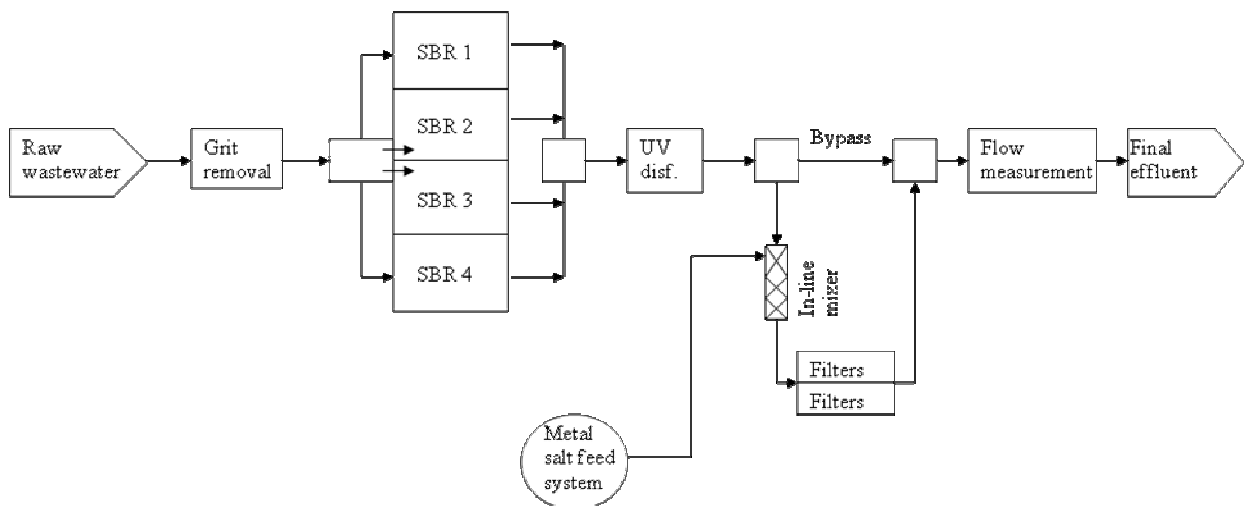 Raw
wastewater
Grit
removal
SBR 1
SBR 2
SBR 3
SBR 4
UV
disf.
Bypass
Flow
measurement
Final
effluent
In-line
mixer
Filters
Filters
Metal
salt feed
system